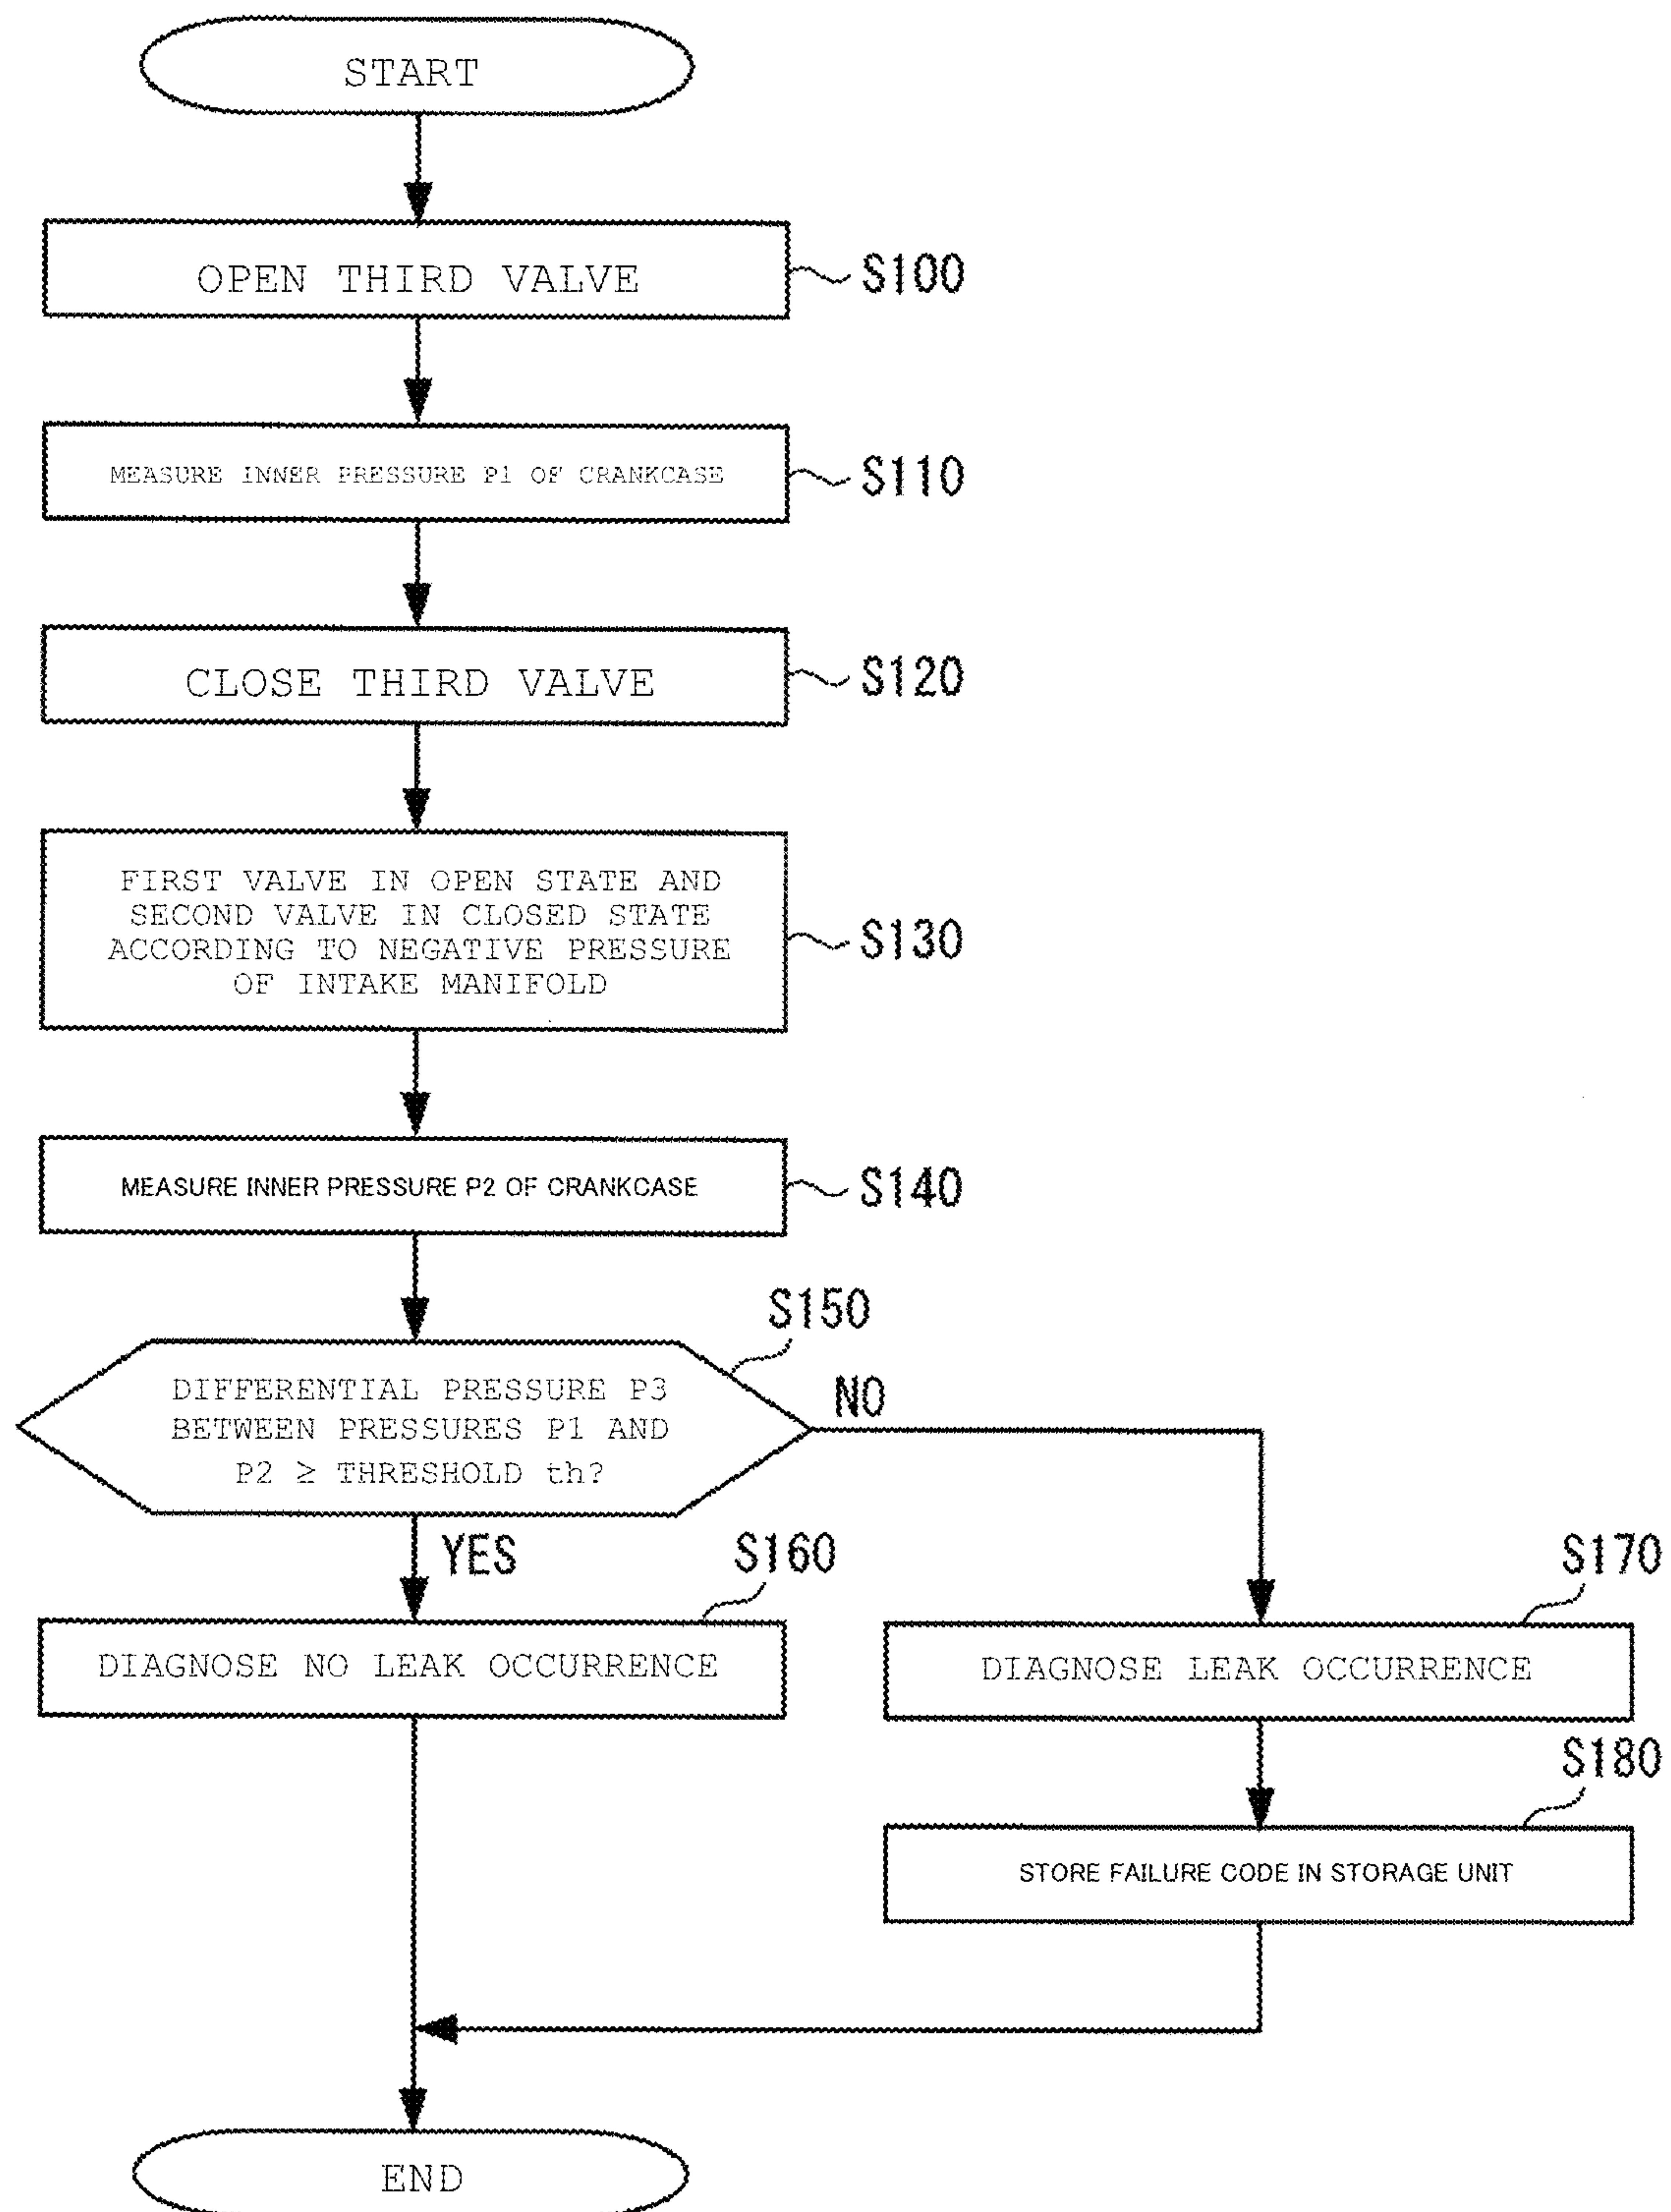 START
OPEN THIRD VALVE
S100
MEASURE INNER PRESSURE P1 OF CRANKCASE
S110
CLOSE THIRD VALVE
S120
FIRST VALVE IN OPEN STATE AND
SECOND VALVE IN CLOSED STATE
ACCORDING TO NEGATIVE PRESSURE
OF INTAKE MANIFOLD
S130
MEASURE INNER PRESSURE P2 OF CRANKCASE
S140
S150
DIFFERENTIAL PRESSURE P3
BETWEEN PRESSURES P1 AND
P2 ≥ THRESHOLD th?
NO
YES
S160
DIAGNOSE NO LEAK OCCURRENCE
S170
DIAGNOSE LEAK OCCURRENCE
S180
STORE FAILURE CODE IN STORAGE UNIT
END